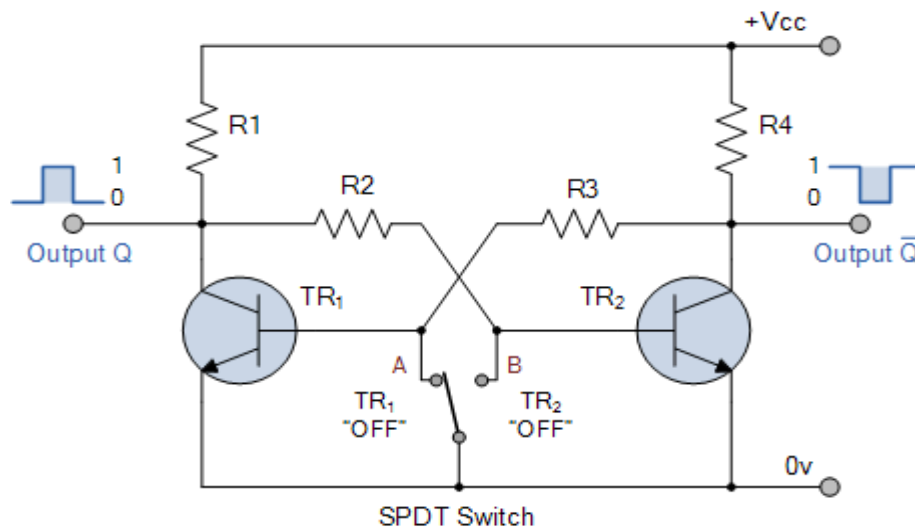 +Vcc
R1
R4
1
0
R2
R3
1
0
Output Q
Output Q̅
TR₁
TR₂
A
B
TR₁
"OFF"
TR₂
"OFF"
0v
SPDT Switch